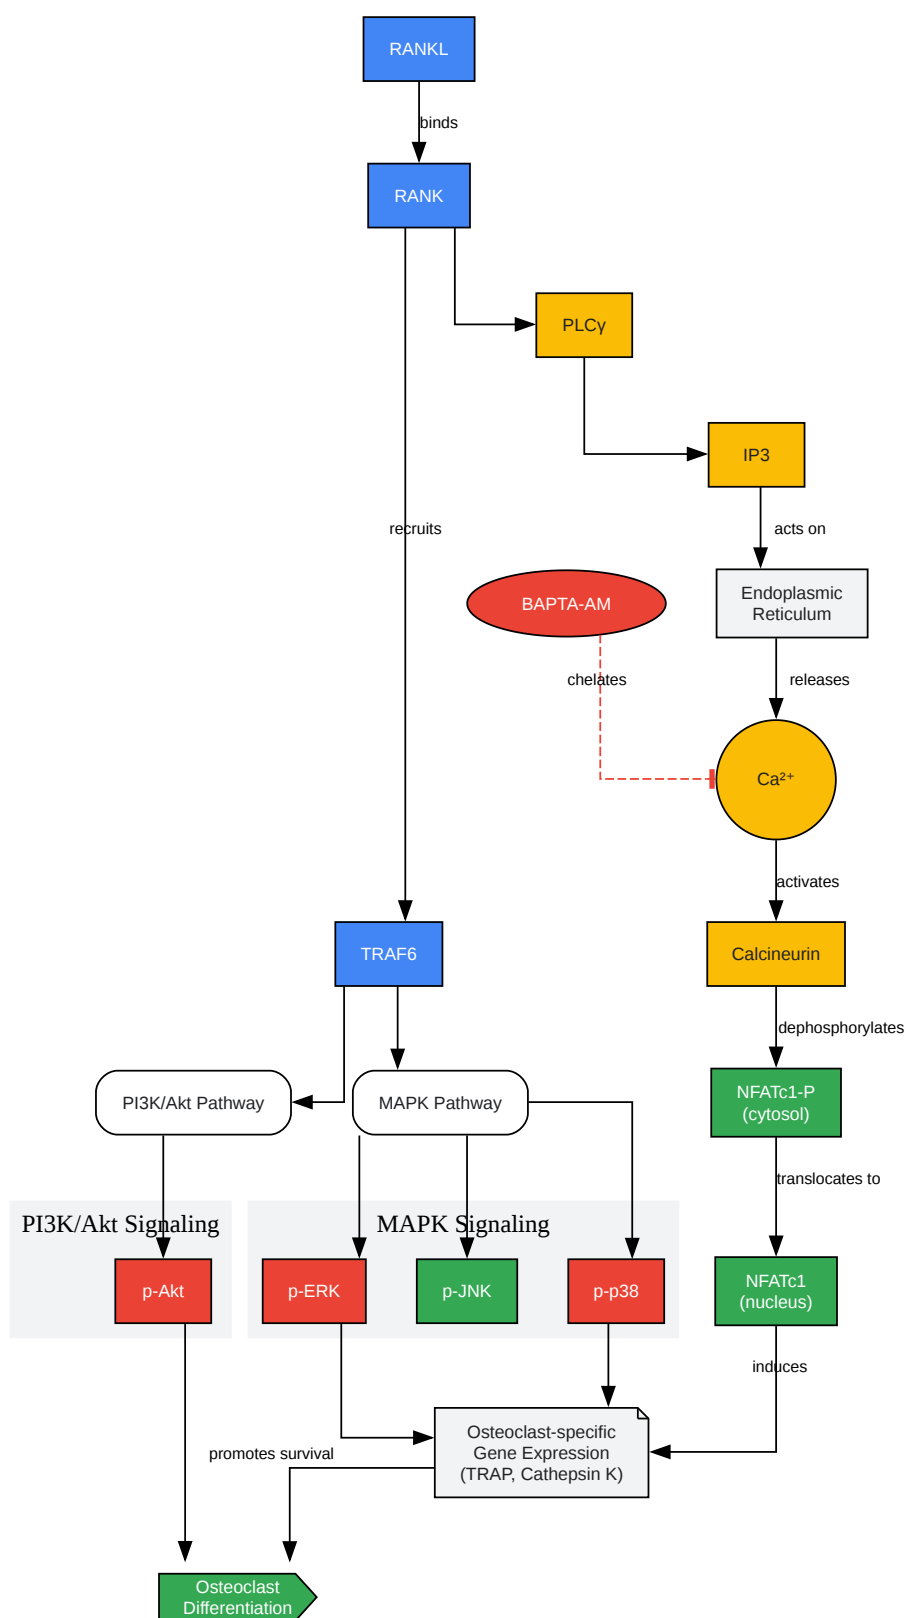 RANKL
binds
RANK
PLCγ
IP3
recruits
acts on
BAPTA-AM
Endoplasmic
Reticulum
chelates
releases
Ca²⁺
activates
TRAF6
Calcineurin
dephosphorylates
PI3K/Akt Pathway
MAPK Pathway
NFATc1-P
(cytosol)
translocates to
PI3K/Akt Signaling
MAPK Signaling
p-Akt
p-ERK
p-JNK
p-p38
NFATc1
(nucleus)
induces
Osteoclast-specific
Gene Expression
(TRAP, Cathepsin K)
promotes survival
Osteoclast
Differentiation